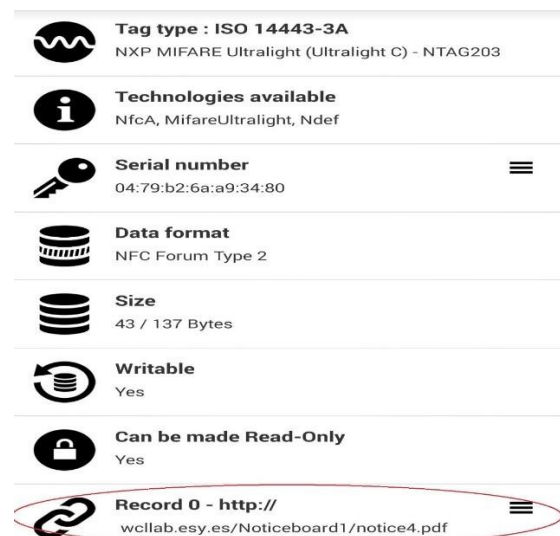 Tag type : ISO 14443-3A
NXP MIFARE Ultralight (Ultralight C) - NTAG203
Technologies available
NfcA, MifareUltralight, Ndef
Serial number
04:79:b2:6a:a9:34:80
Data format
NFC Forum Type 2
Size
43 / 137 Bytes
Writable
Yes
Can be made Read-Only
Yes
Record 0 - http://
wcllab.esy.es/Noticeboard1/notice4.pdf